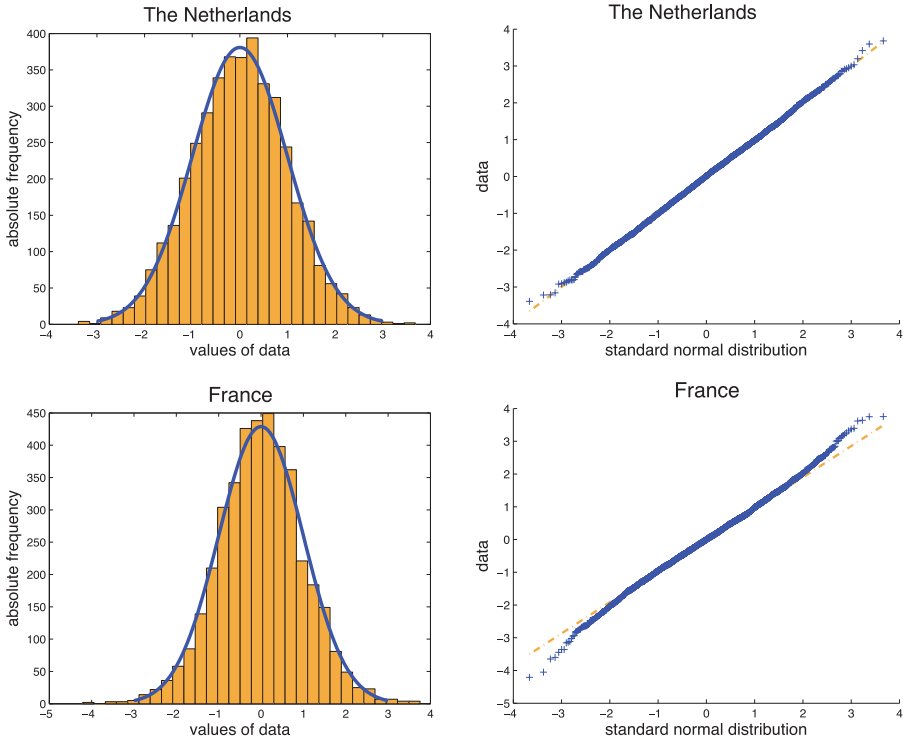 The Netherlands
400
350
300
250
200
150
100
50
0
absolute frequency
−4 −3 −2 −1 0 1 2 3 4
values of data
The Netherlands
4
3
2
1
0
−1
−2
−3
−4
data
−4 −3 −2 −1 0 1 2 3 4
standard normal distribution
France
450
400
350
300
250
200
150
100
50
0
absolute frequency
−5 −4 −3 −2 −1 0 1 2 3 4
values of data
France
4
3
2
1
0
−1
−2
−3
−4
−5
data
−4 −3 −2 −1 0 1 2 3 4
standard normal distribution